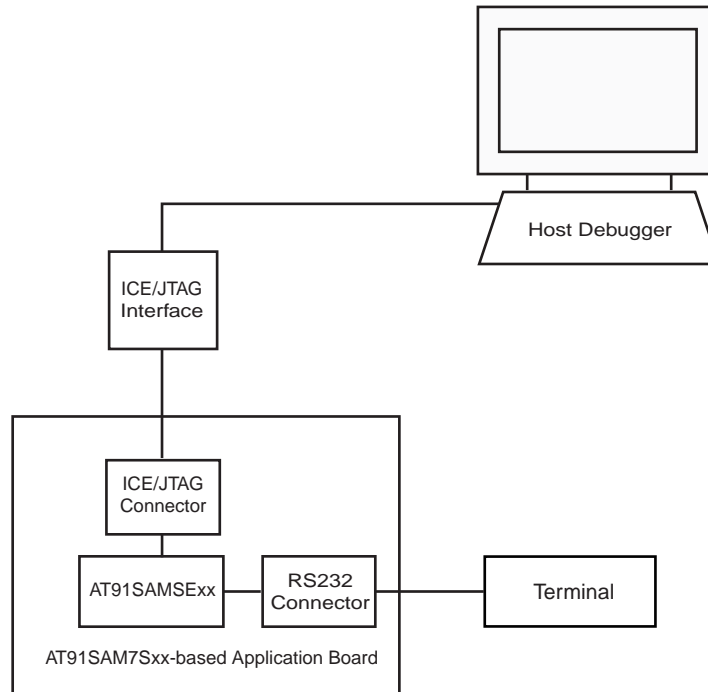 Host Debugger
ICE/JTAG
Interface
ICE/JTAG
Connector
AT91SAMSExx
RS232
Connector
Terminal
AT91SAM7Sxx-based Application Board